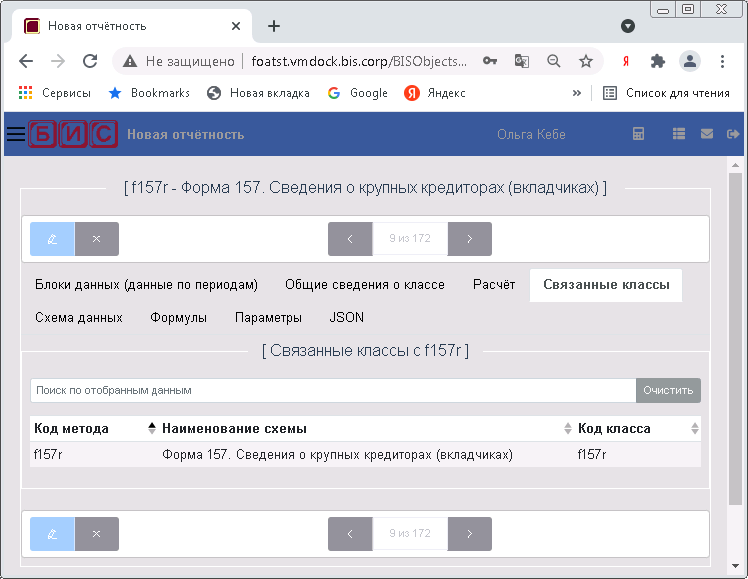 Новая отчётность
Не защищено | foatst.vmdock.bis.corp/BISObjects...
Сервисы Bookmarks Новая вкладка Google Яндекс » Список для чтения
БИС Новая отчётность Ольга Кебе
[ f157r - Форма 157. Сведения о крупных кредиторах (вкладчиках) ]
9 из 172
Блоки данных (данные по периодам) Общие сведения о классе Расчёт Связанные классы
Схема данных Формулы Параметры JSON
[ Связанные классы с f157r ]
Поиск по отобранным данным Очистить
Код метода Наименование схемы Код класса
f157r Форма 157. Сведения о крупных кредиторах (вкладчиках) f157r
9 из 172